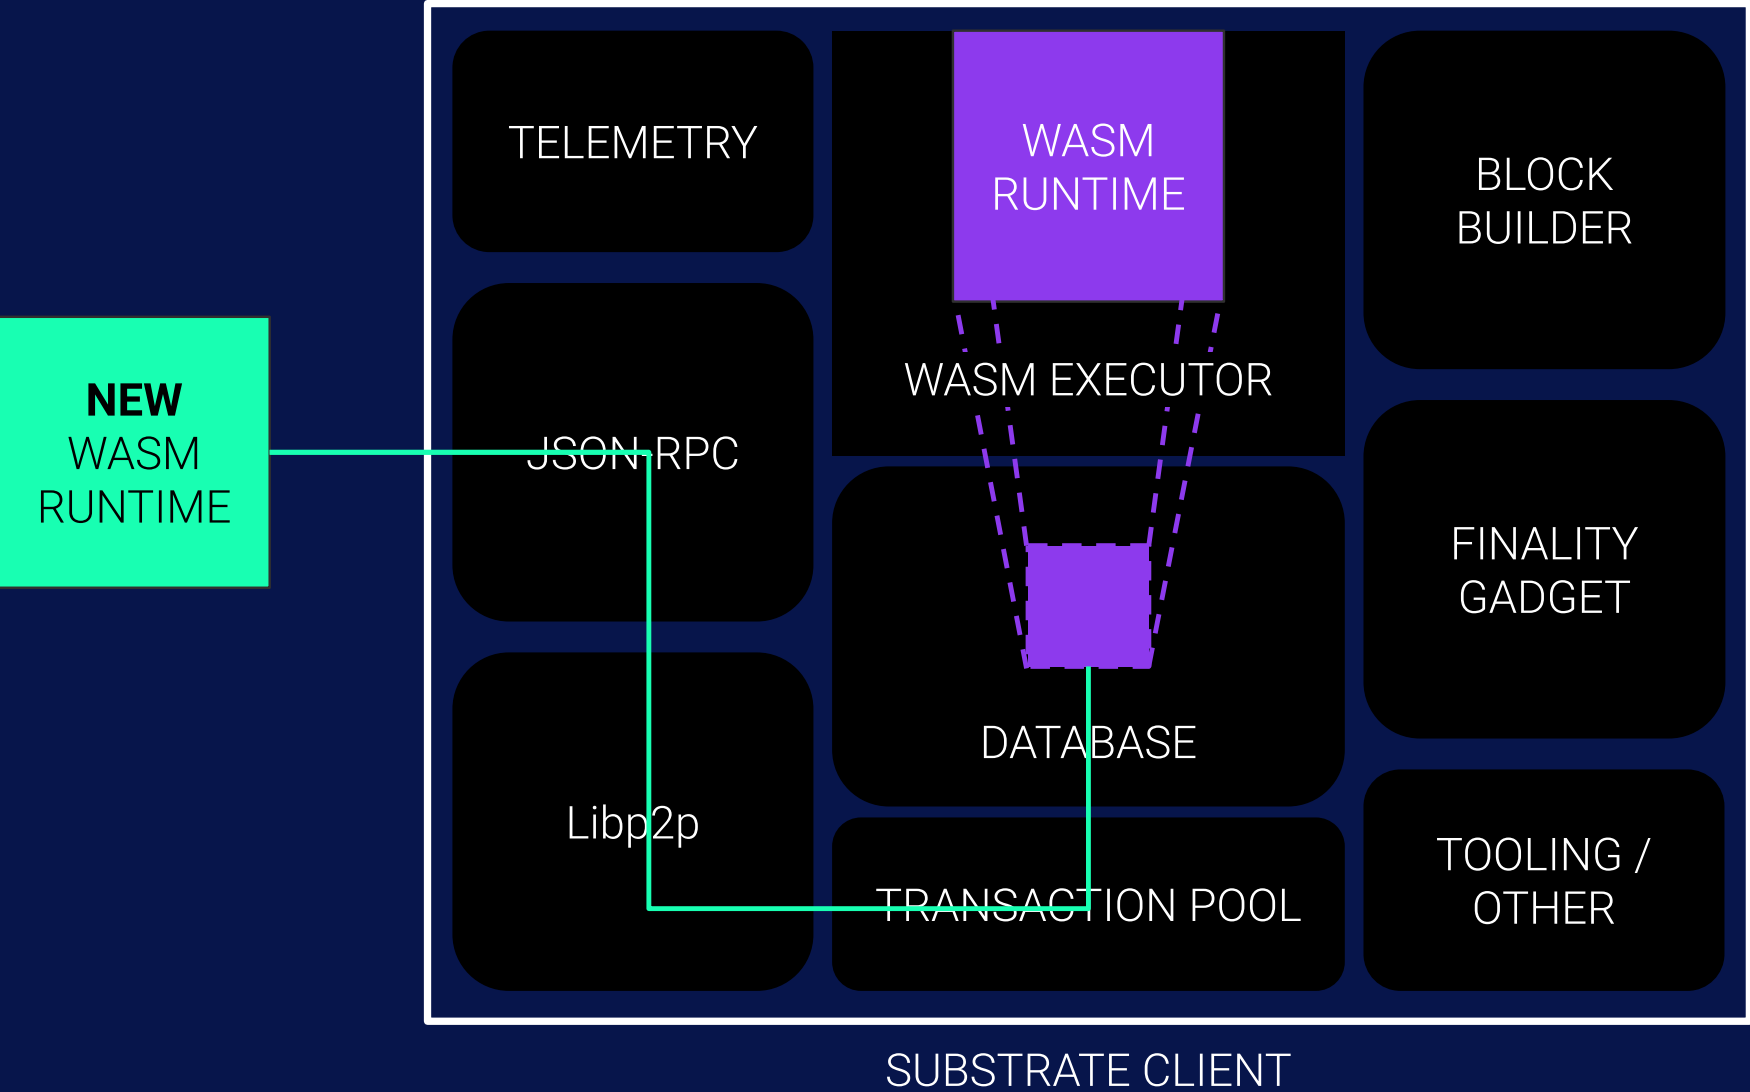 NEW
WASM
RUNTIME
TELEMETRY
JSON-RPC
Libp2p
WASM
RUNTIME
WASM EXECUTOR
DATABASE
TRANSACTION POOL
BLOCK
BUILDER
FINALITY
GADGET
TOOLING /
OTHER
SUBSTRATE CLIENT